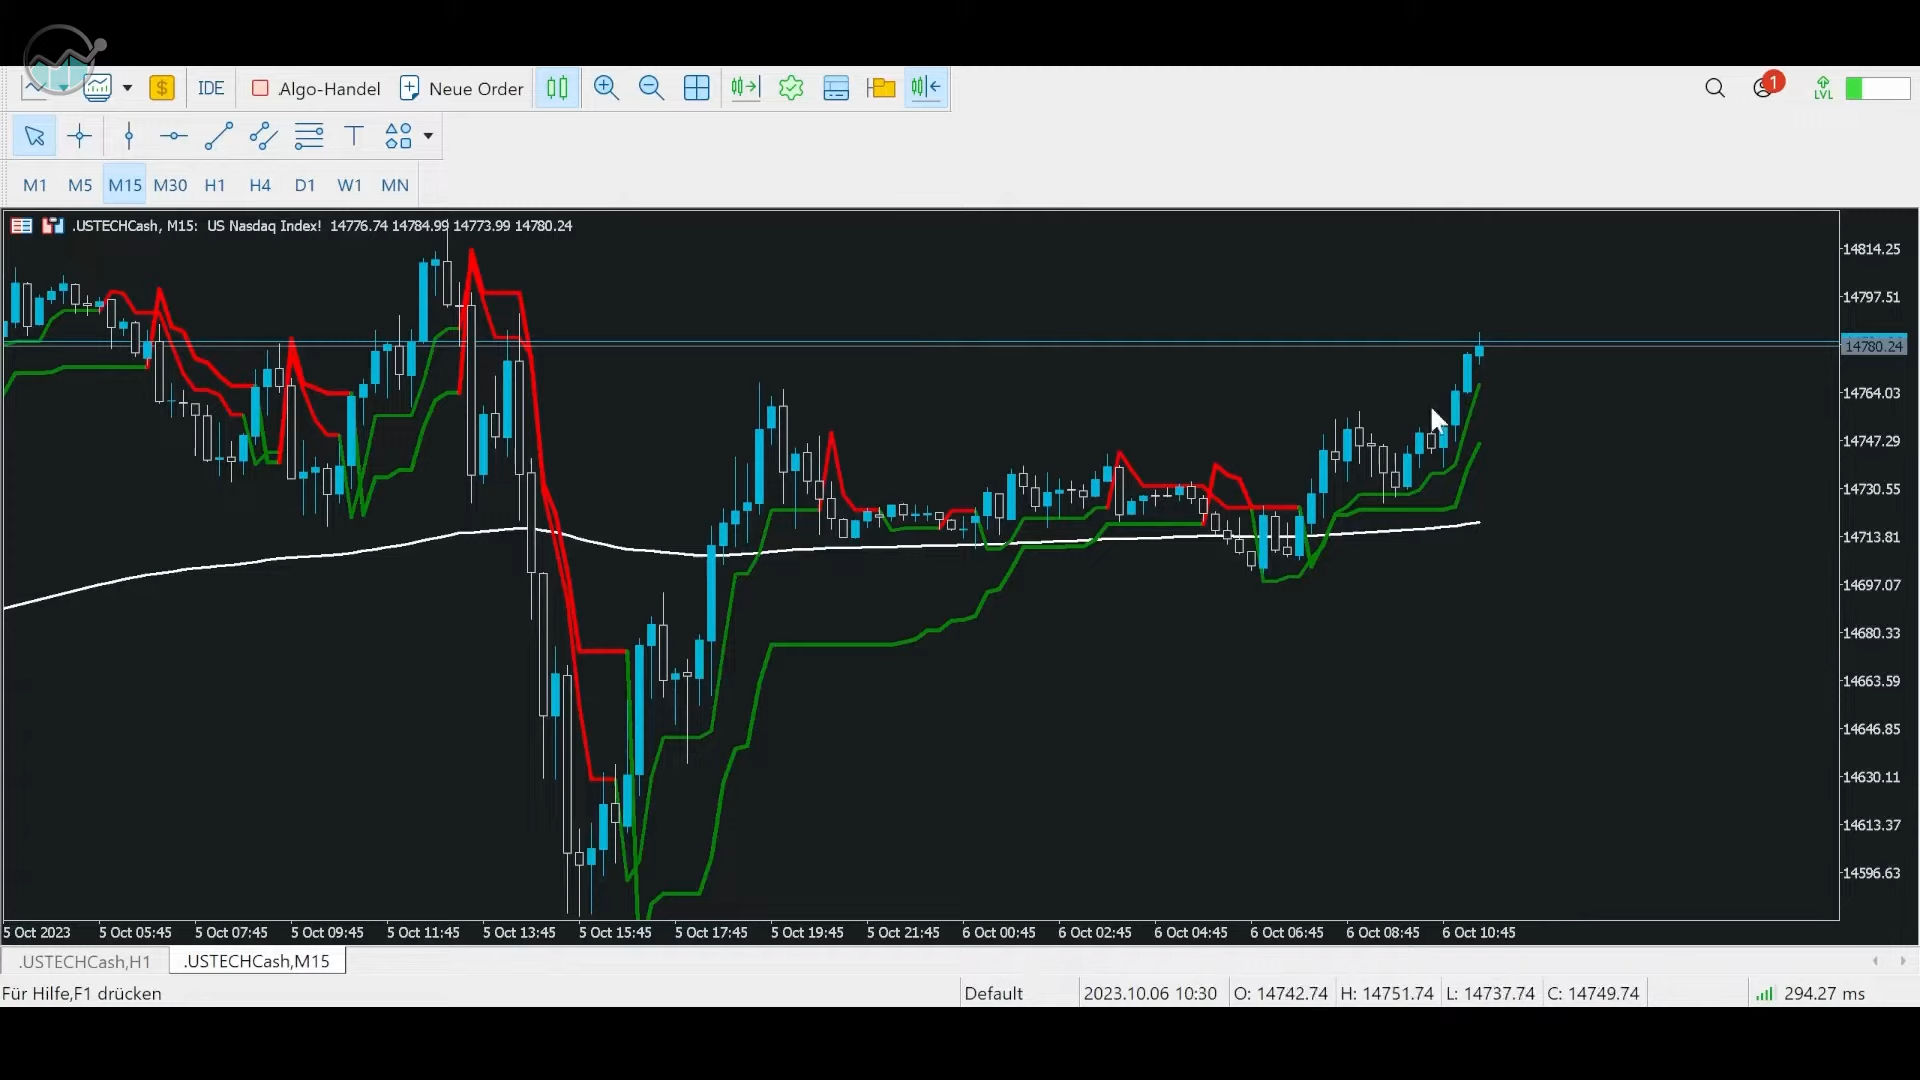 IDE Algo-Handel Neue Order 1 LVL
T
M1 M5 M15 M30 H1 H4 D1 W1 MN
.USTECHCash, M15: US Nasdaq Index! 14776.74 14784.99 14773.99 14780.24
14814.25
14797.51
14780.24
14764.03
14747.29
14730.55
14713.81
14697.07
14680.33
14663.59
14646.85
14630.11
14613.37
14596.63
5 Oct 2023 5 Oct 05:45 5 Oct 07:45 5 Oct 09:45 5 Oct 11:45 5 Oct 13:45 5 Oct 15:45 5 Oct 17:45 5 Oct 19:45 5 Oct 21:45 6 Oct 00:45 6 Oct 02:45 6 Oct 04:45 6 Oct 06:45 6 Oct 08:45 6 Oct 10:45
.USTECHCash,H1 .USTECHCash,M15
Für Hilfe,F1 drücken Default 2023.10.06 10:30 O: 14742.74 H: 14751.74 L: 14737.74 C: 14749.74 294.27 ms